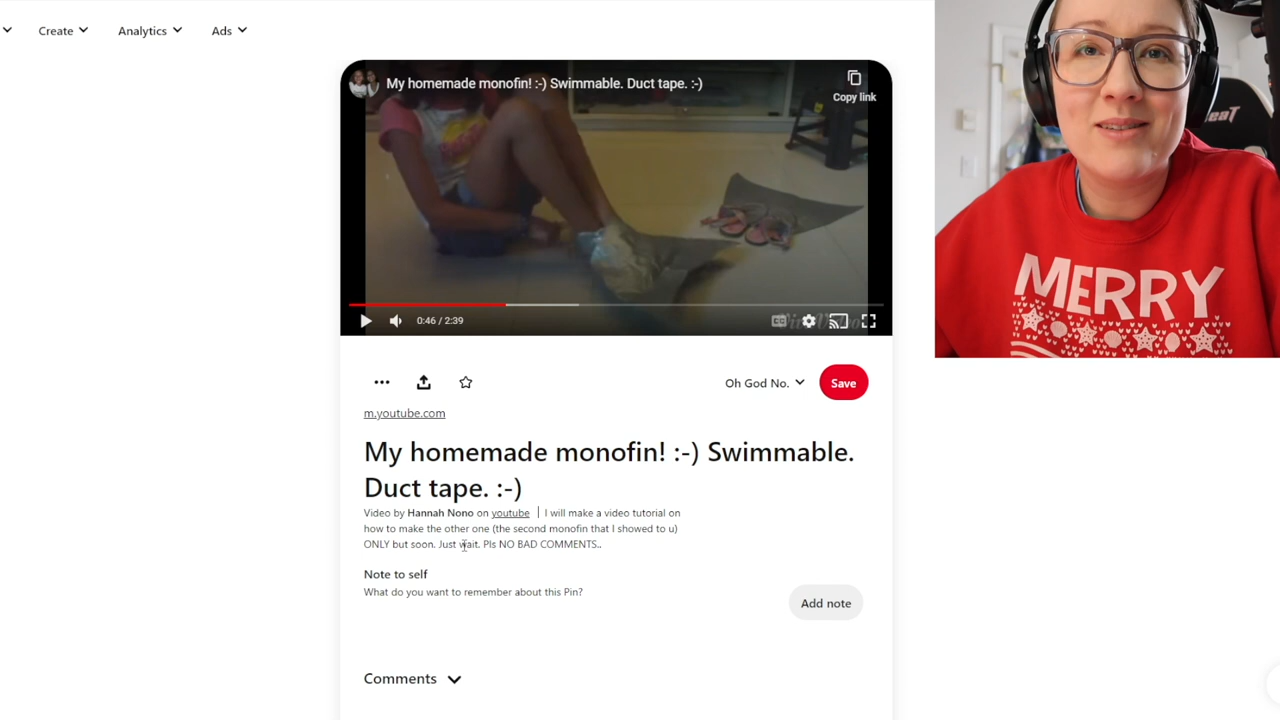 Create
Analytics
Ads
My homemade monofin! :-) Swimmable. Duct tape. :-)
Copy link
0:46 / 2:39
CC
Oh God No.
Save
m.youtube.com
My homemade monofin! :-) Swimmable.
Duct tape. :-)
Video by Hannah Nono on youtube | I will make a video tutorial on
how to make the other one (the second monofin that I showed to u)
ONLY but soon. Just wait. Pls NO BAD COMMENTS..
Note to self
What do you want to remember about this Pin?
Add note
Comments
MERRY